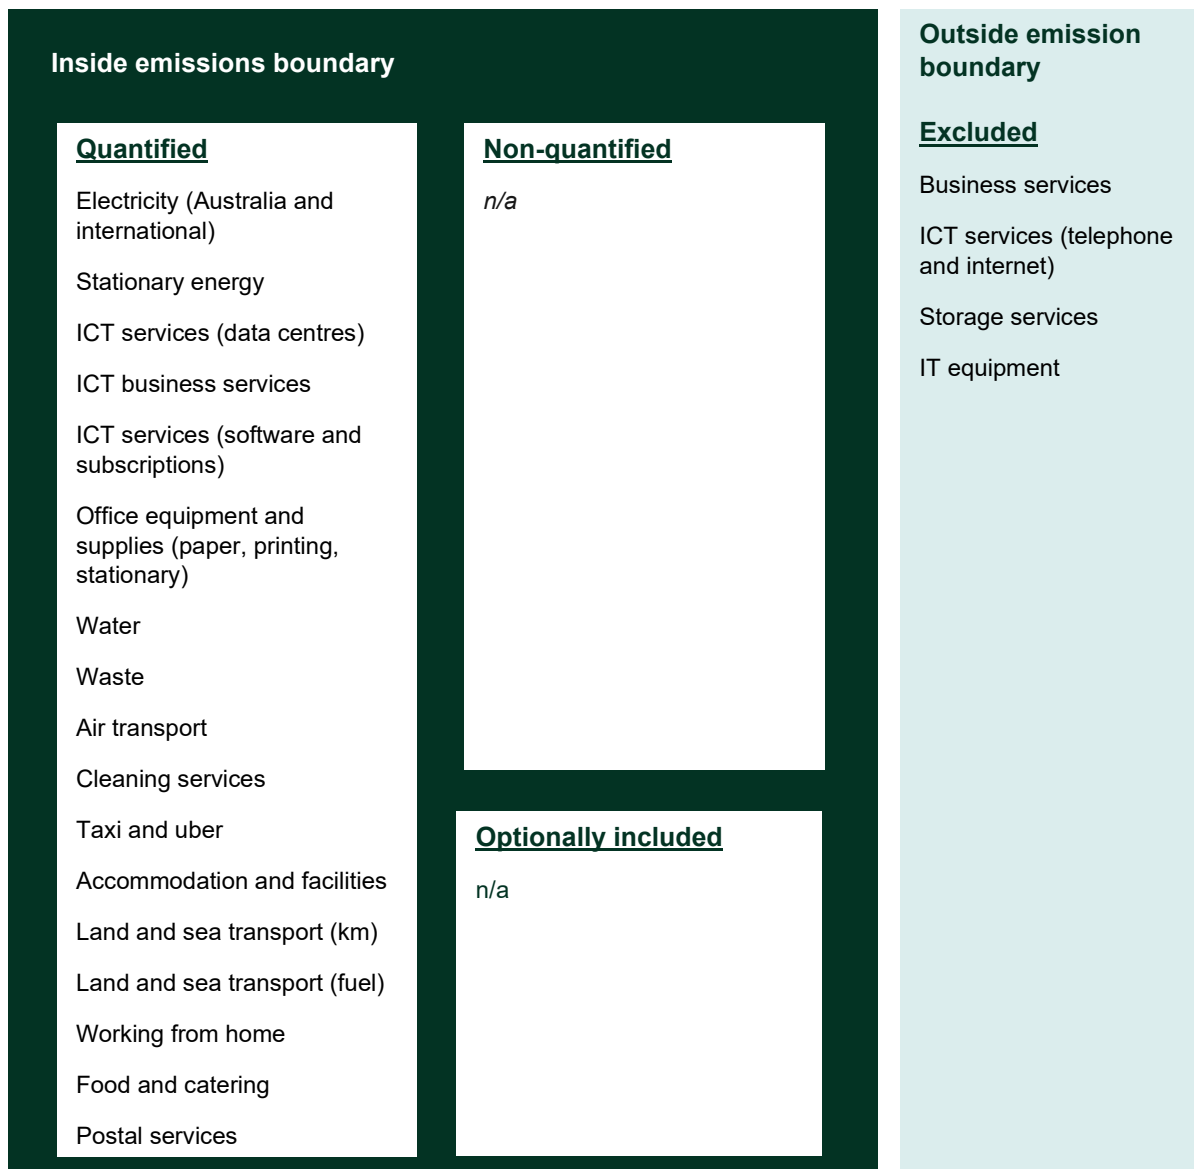 Inside emissions boundary
Quantified
Electricity (Australia and
international)
Stationary energy
ICT services (data centres)
ICT business services
ICT services (software and
subscriptions)
Office equipment and
supplies (paper, printing,
stationary)
Water
Waste
Air transport
Cleaning services
Taxi and uber
Accommodation and facilities
Land and sea transport (km)
Land and sea transport (fuel)
Working from home
Food and catering
Postal services
Non-quantified
n/a
Optionally included
n/a
Outside emission
boundary
Excluded
Business services
ICT services (telephone
and internet)
Storage services
IT equipment